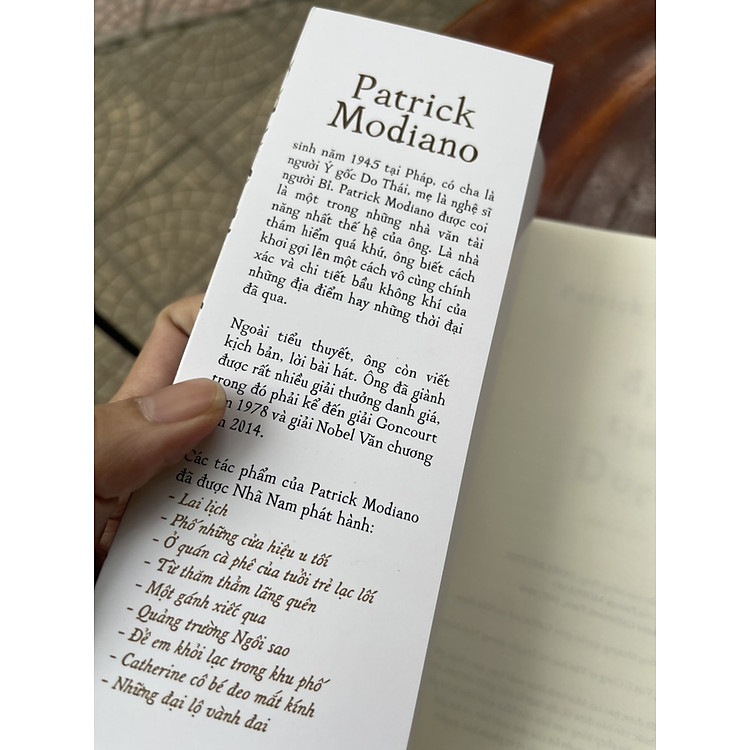 Patrick
Modiano
sinh năm 1945 tại Pháp, có cha là
người Ý gốc Do Thái, mẹ là nghệ sĩ
người Bỉ. Patrick Modiano được coi
là một trong những nhà văn tài
năng nhất thế hệ của ông. Là nhà
thám hiểm quá khứ, ông biết cách
khơi gợi lên một cách vô cùng chính
xác và chi tiết bầu không khí của
những địa điểm hay những thời đại
đã qua.
Ngoài tiểu thuyết, ông còn viết
kịch bản, lời bài hát. Ông đã giành
được rất nhiều giải thưởng danh giá,
trong đó phải kể đến giải Goncourt
1978 và giải Nobel Văn chương
2014.
Các tác phẩm của Patrick Modiano
đã được Nhã Nam phát hành:
- Lai lịch
- Phố những cửa hiệu u tối
- Ở quán cà phê của tuổi trẻ lạc lối
- Từ thăm thẳm lãng quên
- Một gánh xiếc qua
- Quảng trường Ngôi sao
- Để em khỏi lạc trong khu phố
- Catherine cô bé đeo mắt kính
- Những đại lộ vành đai